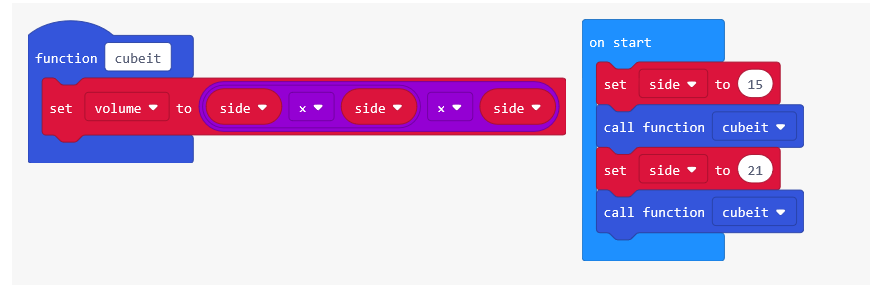 function cubeit
set volume to side × side × side
on start
set side to 15
call function cubeit
set side to 21
call function cubeit